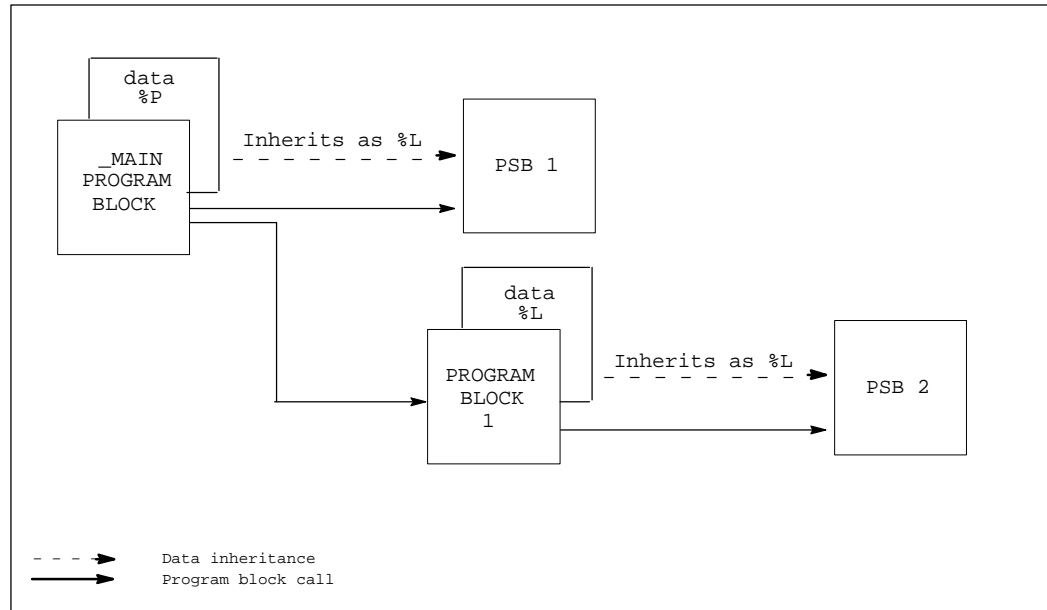 data
%P
Inherits as %L
_MAIN
PROGRAM
BLOCK
PSB 1
data
%L
Inherits as %L
PROGRAM
BLOCK
1
PSB 2
Data inheritance
Program block call